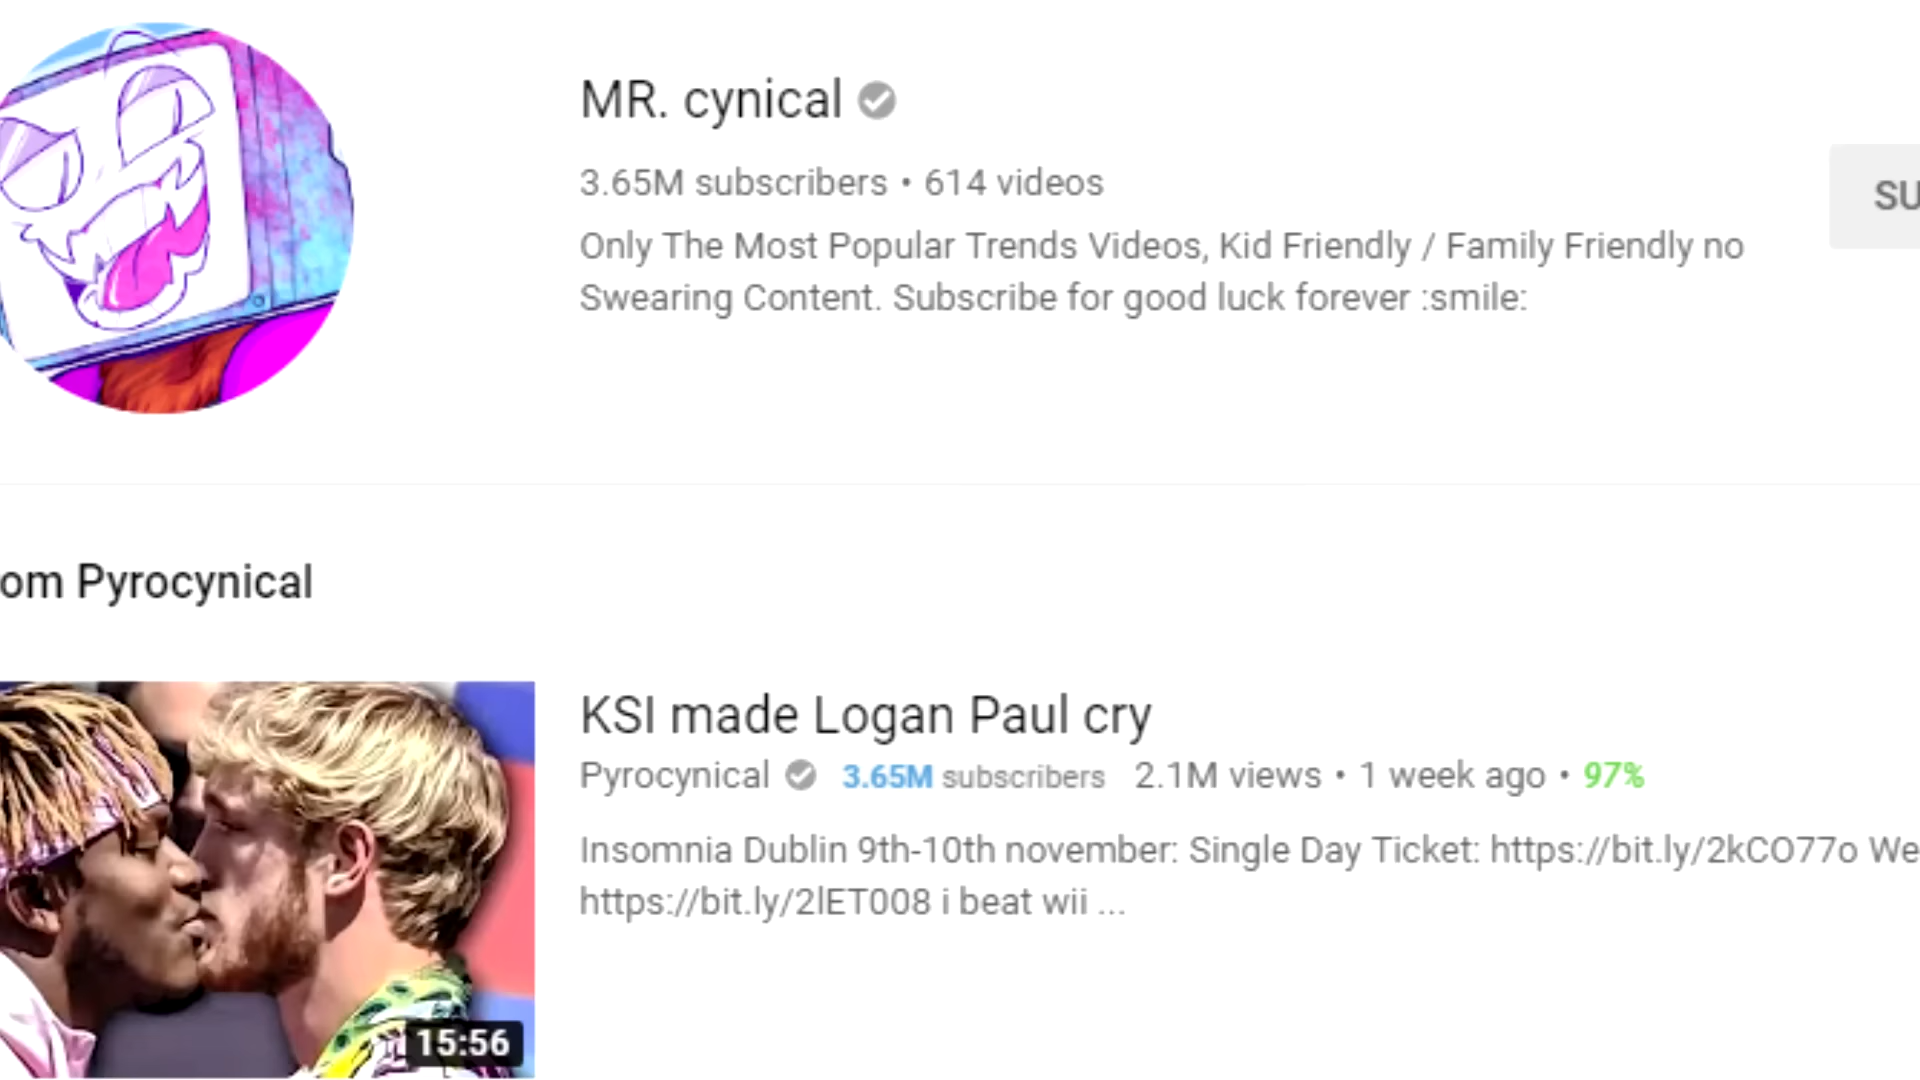 MR. cynical
3.65M subscribers • 614 videos
SU
Only The Most Popular Trends Videos, Kid Friendly / Family Friendly no
Swearing Content. Subscribe for good luck forever :smile:
om Pyrocynical
KSI made Logan Paul cry
Pyrocynical 3.65M subscribers 2.1M views • 1 week ago • 97%
Insomnia Dublin 9th-10th november: Single Day Ticket: https://bit.ly/2kCO77o We
https://bit.ly/2lET008 i beat wii ...
15:56